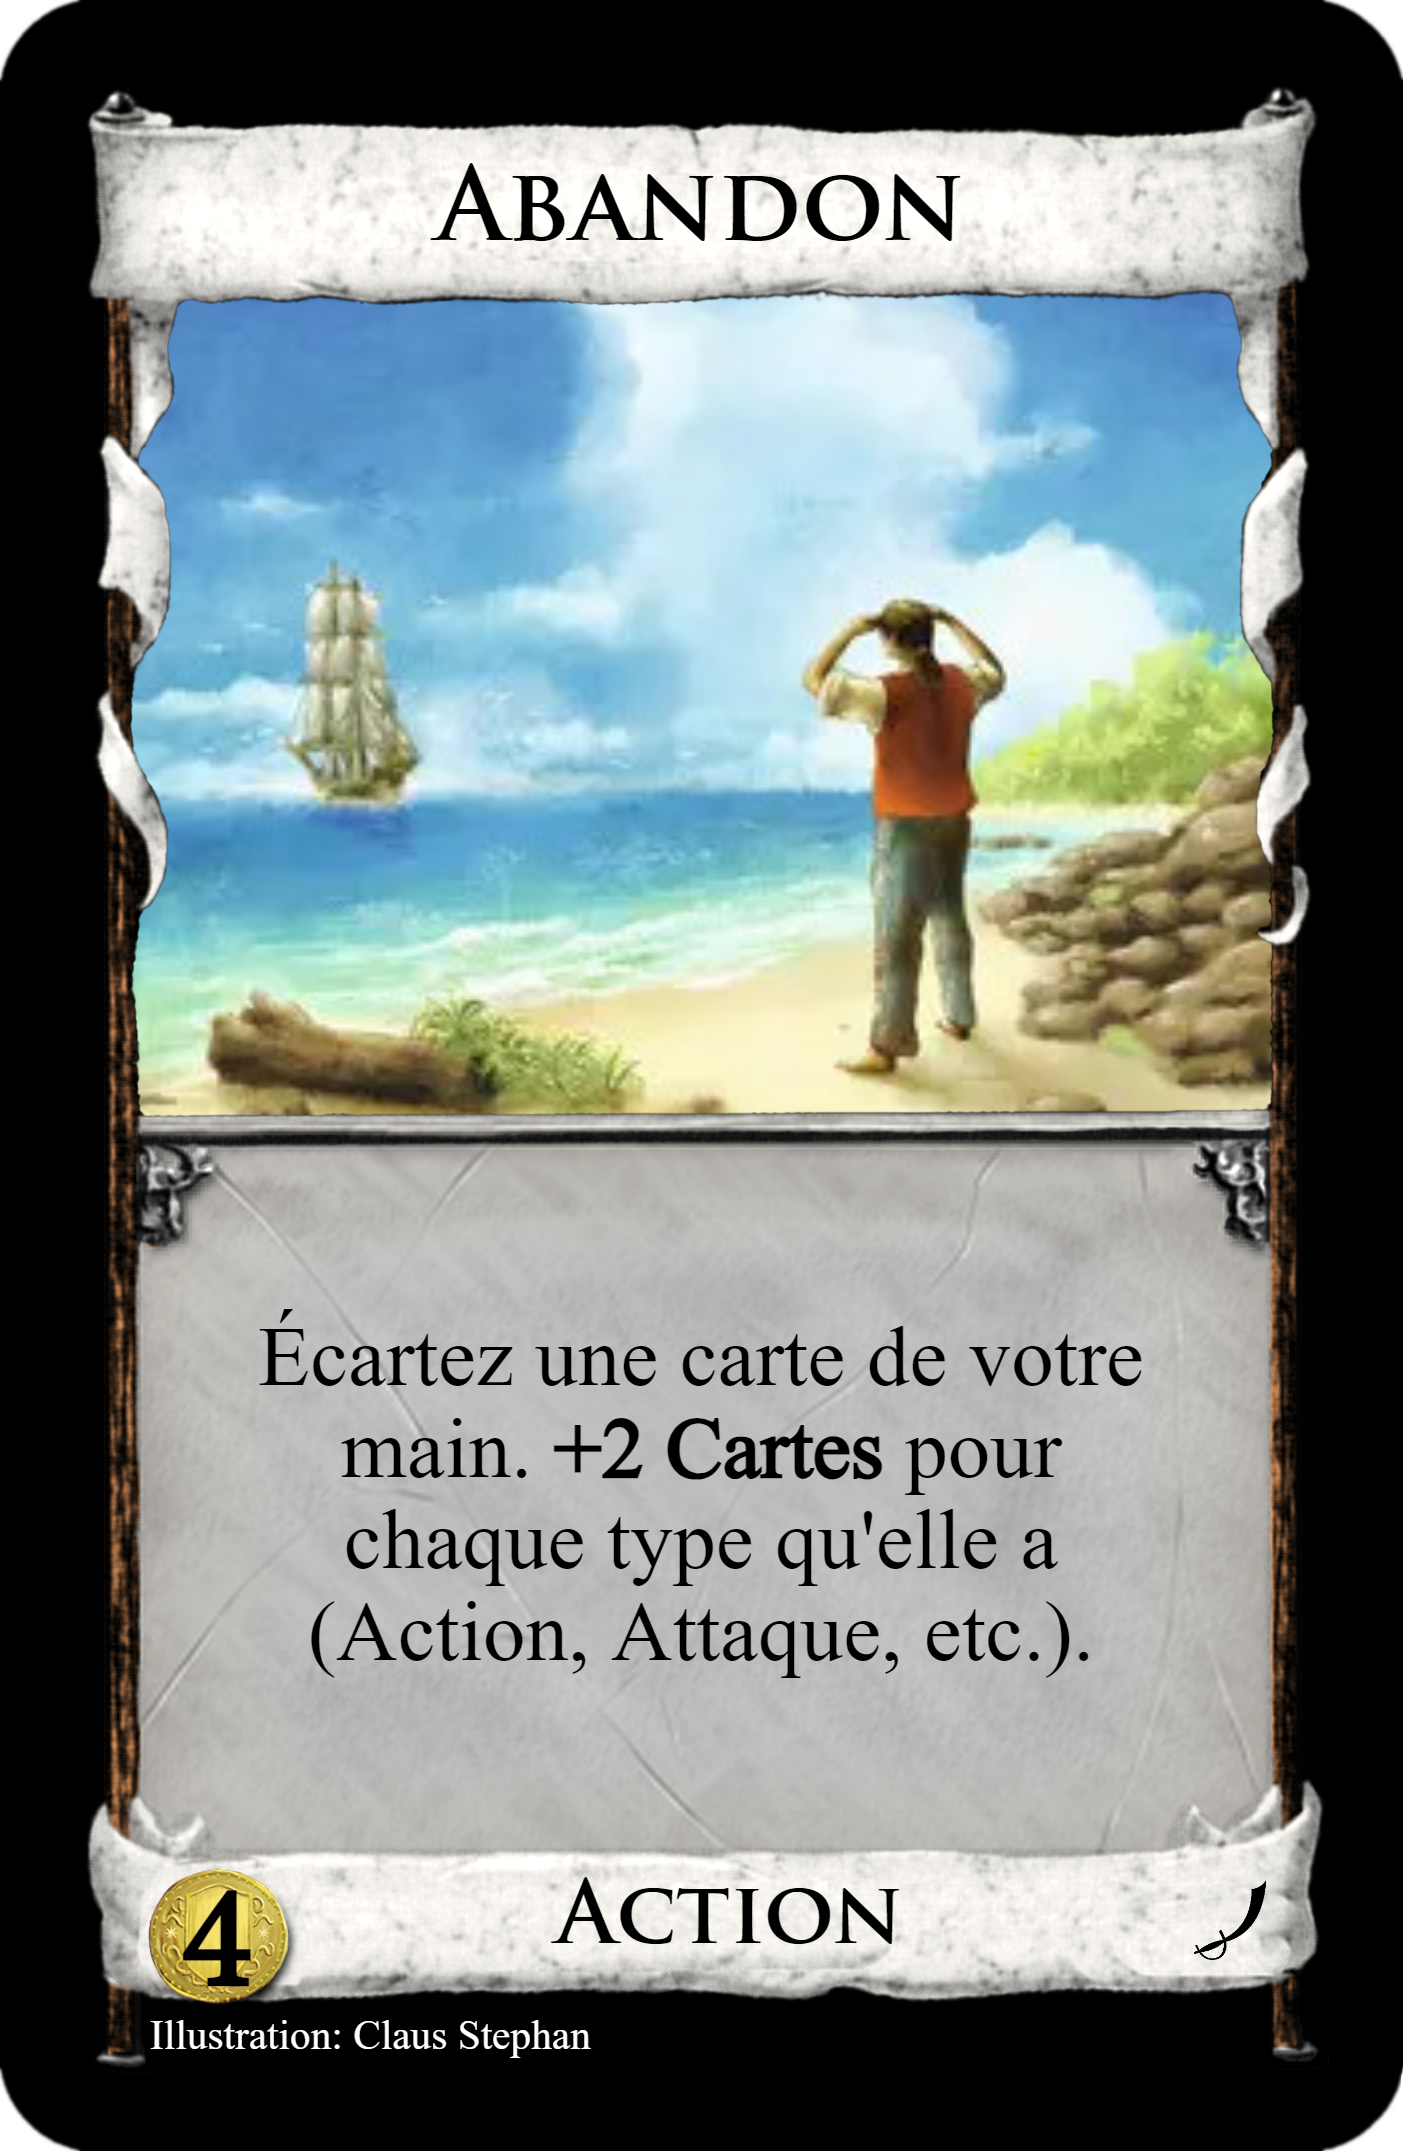 Abandon
Écartez une carte de votre
main. +2 Cartes pour
chaque type qu'elle a
(Action, Attaque, etc.).
4
Action
Illustration: Claus Stephan